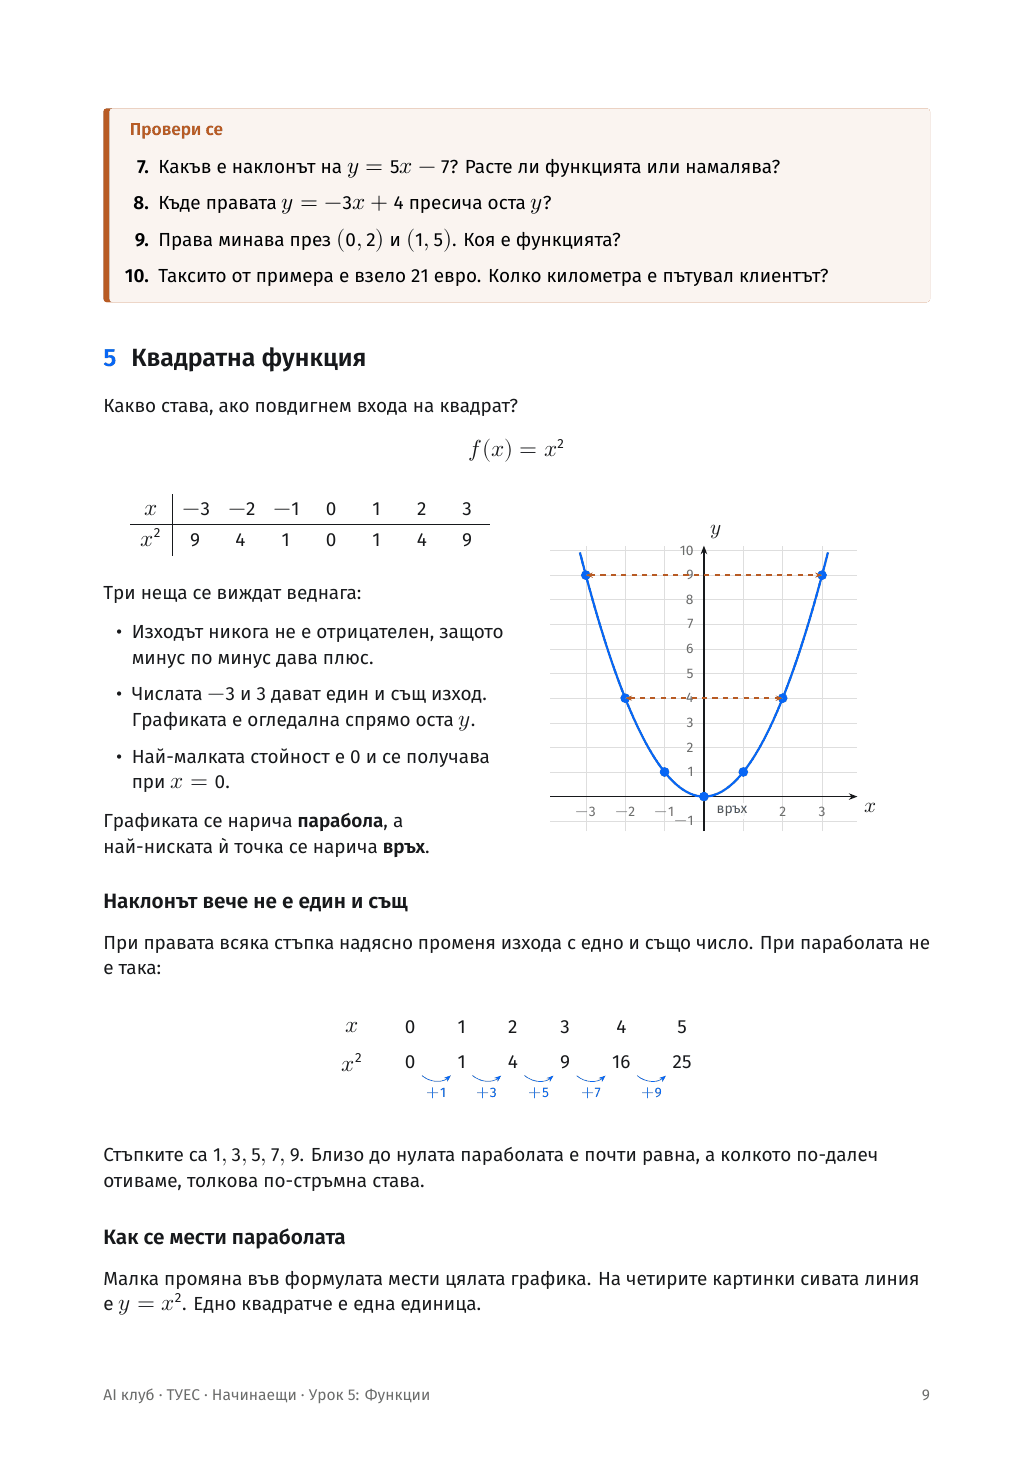 Провери се
7. Какъв е наклонът на y = 5x − 7? Расте ли функцията или намалява?
8. Къде правата y = −3x + 4 пресича оста y?
9. Права минава през (0, 2) и (1, 5). Коя е функцията?
10. Таксито от примера е взело 21 евро. Колко километра е пътувал клиентът?
5 Квадратна функция
Какво става, ако повдигнем входа на квадрат?
f(x) = x²
x −3 −2 −1 0 1 2 3
x² 9 4 1 0 1 4 9
Три неща се виждат веднага:
• Изходът никога не е отрицателен, защото
минус по минус дава плюс.
• Числата −3 и 3 дават един и същ изход.
Графиката е огледална спрямо оста y.
• Най-малката стойност е 0 и се получава
при x = 0.
Графиката се нарича парабола, а
най-ниската ѝ точка се нарича връх.
y
10
9
8
7
6
5
4
3
2
1
−3 −2 −1 връх 2 3 x
−1
Наклонът вече не е един и същ
При правата всяка стъпка надясно променя изхода с едно и също число. При параболата не
е така:
x 0 1 2 3 4 5
x² 0 1 4 9 16 25
+1 +3 +5 +7 +9
Стъпките са 1, 3, 5, 7, 9. Близо до нулата параболата е почти равна, а колкото по-далеч
отиваме, толкова по-стръмна става.
Как се мести параболата
Малка промяна във формулата мести цялата графика. На четирите картинки сивата линия
е y = x². Едно квадратче е една единица.
AI клуб · ТУЕС · Начинаещи · Урок 5: Функции 9